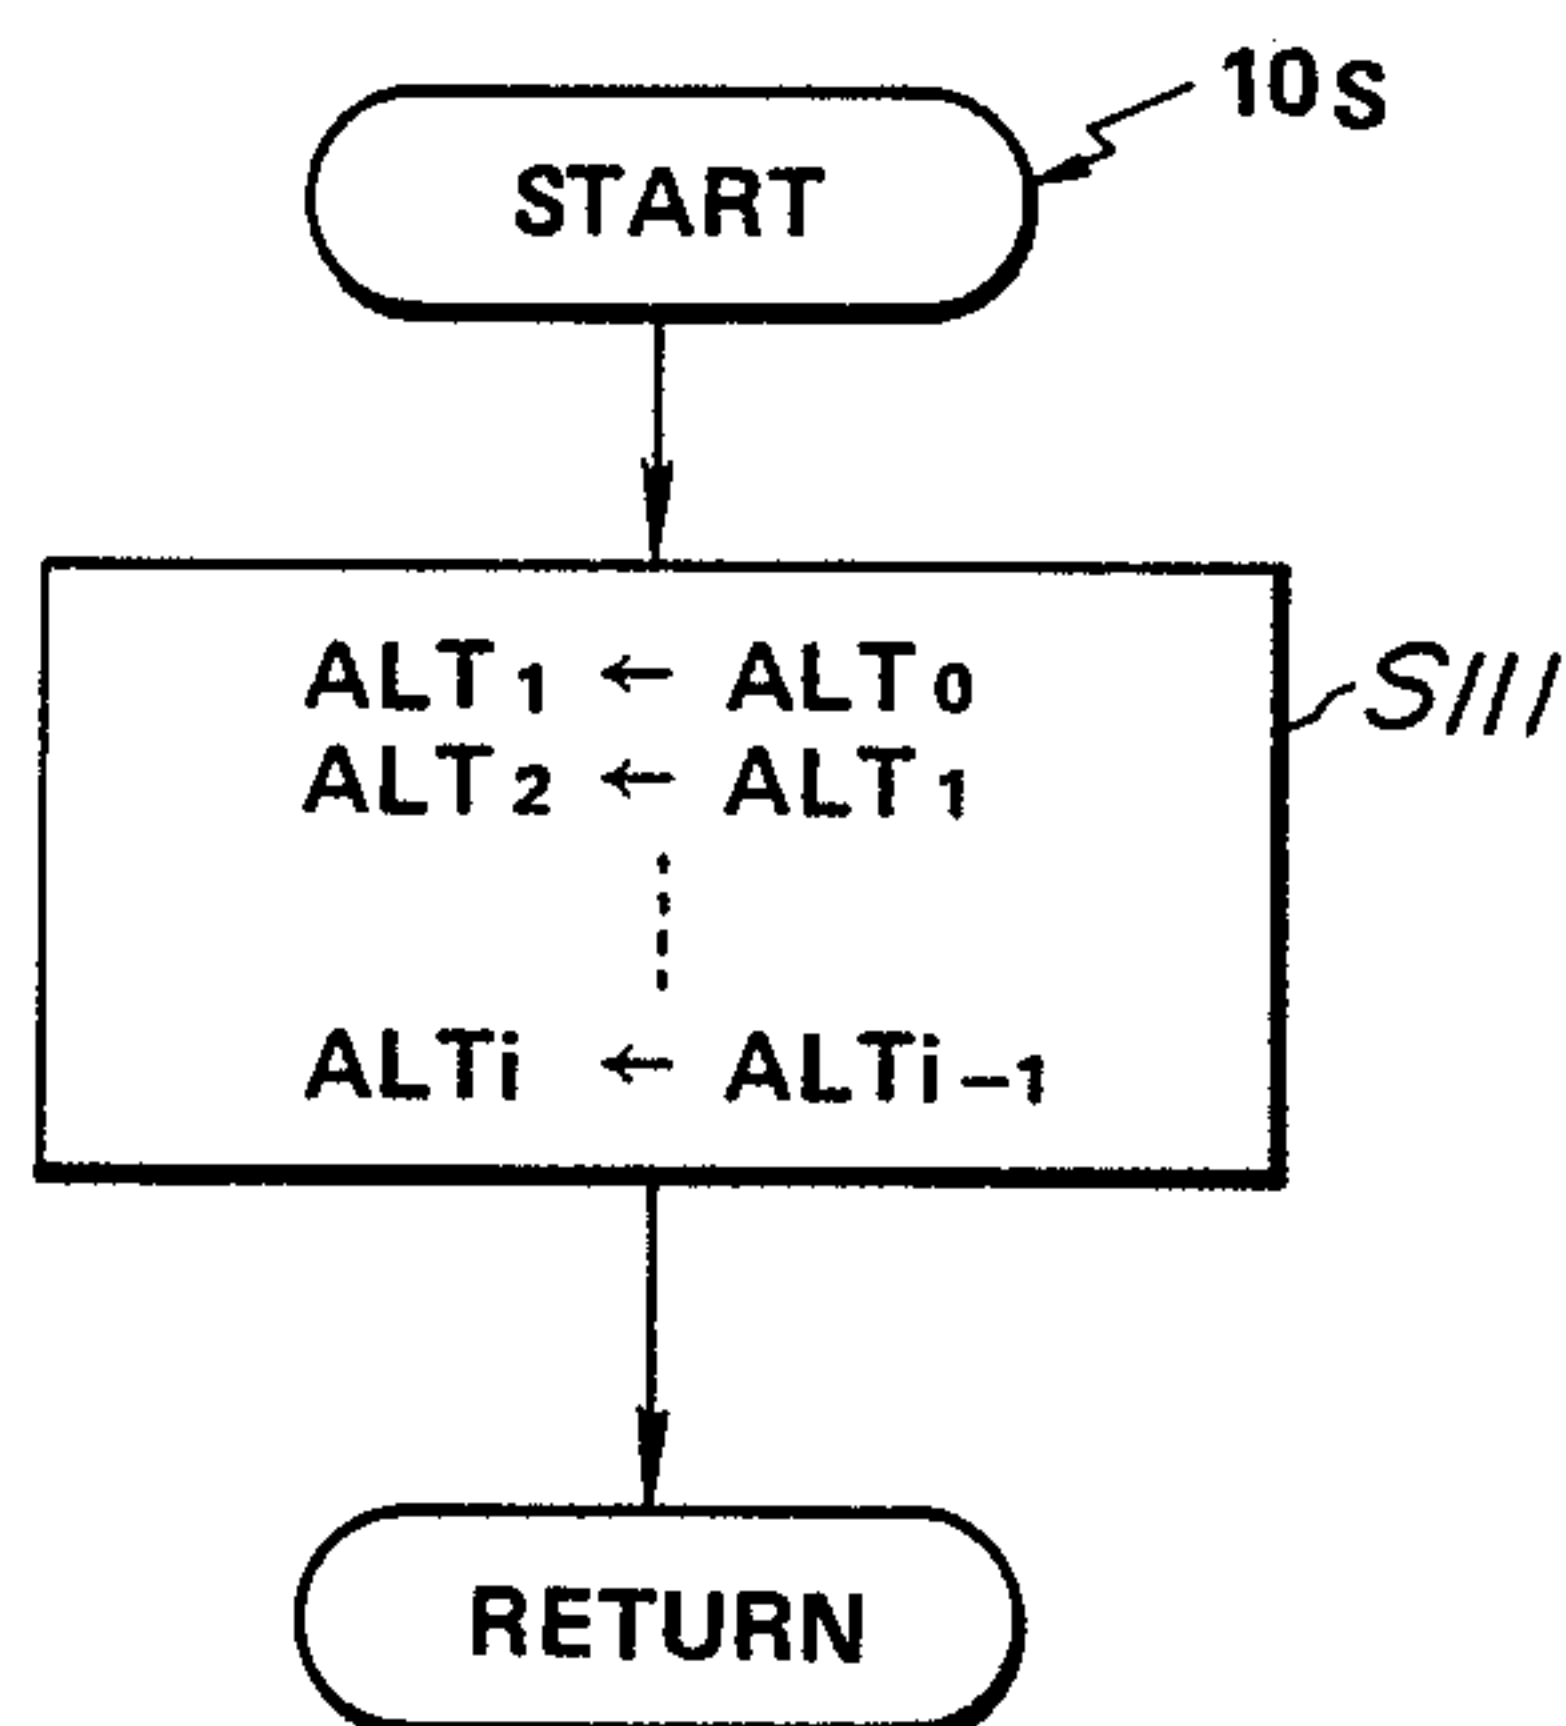 10S
START
ALT1 ← ALT0
S111
ALT2 ← ALT1
ALTi ← ALTi-1
RETURN